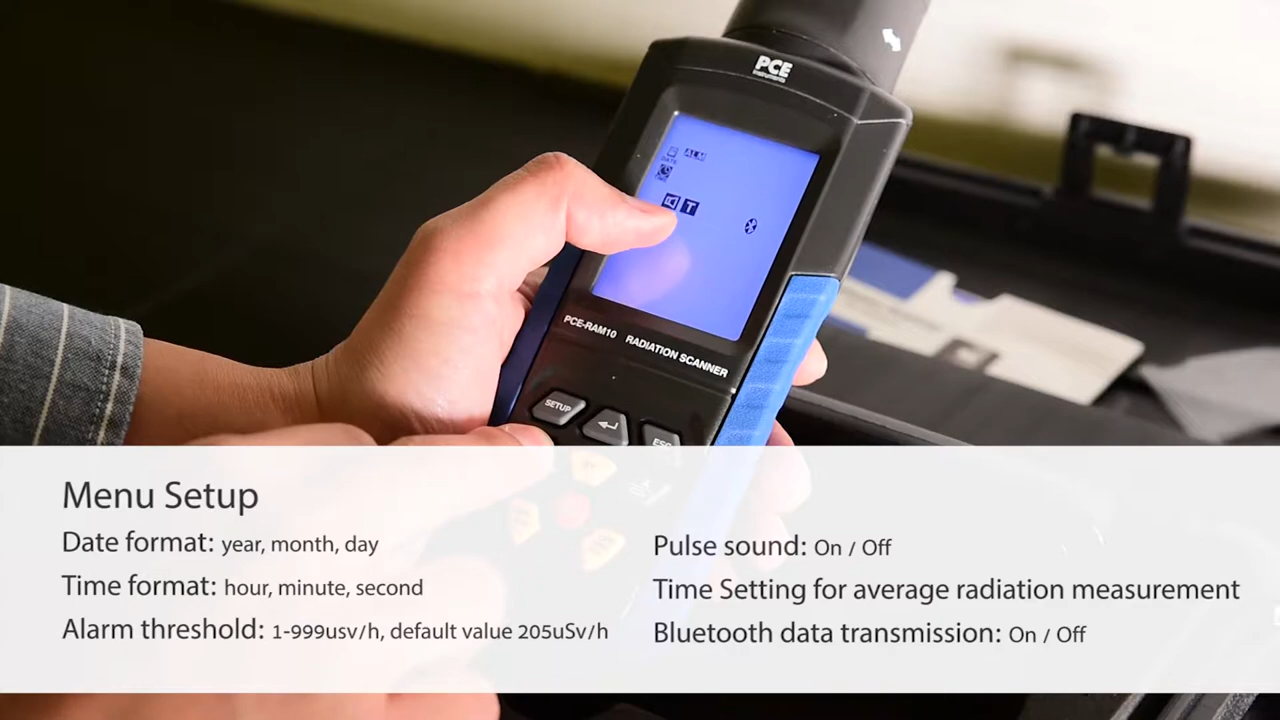 PCE
Instruments
DATE
ALM
T
PCE-RAM10 RADIATION SCANNER
SETUP
ESC
Menu Setup
Date format: year, month, day
Time format: hour, minute, second
Alarm threshold: 1-999usv/h, default value 205uSv/h
Pulse sound: On / Off
Time Setting for average radiation measurement
Bluetooth data transmission: On / Off